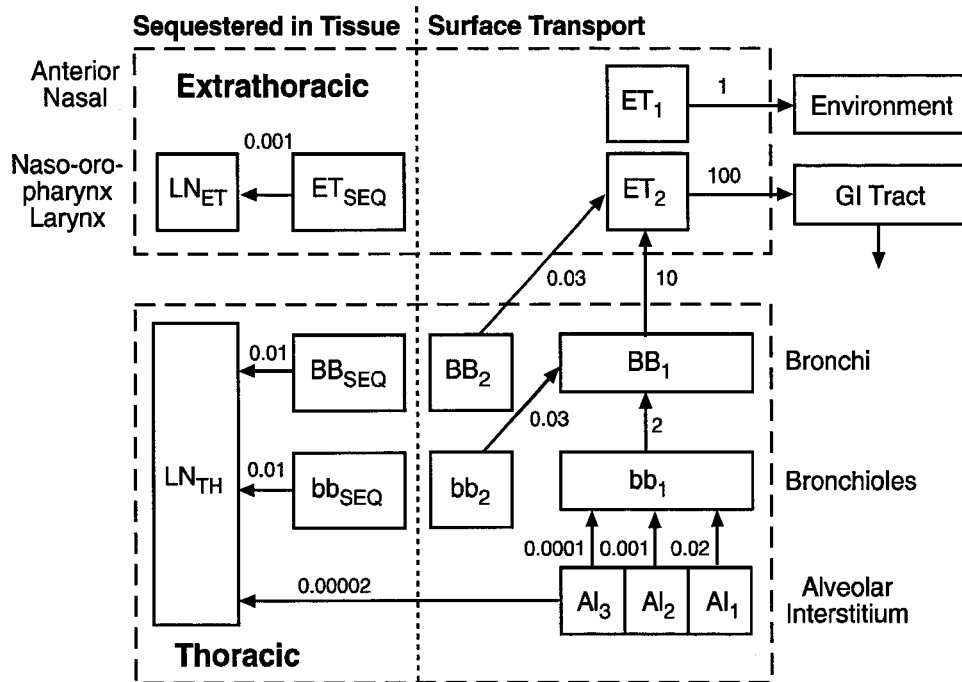 Sequestered in Tissue Surface Transport
Anterior
Nasal
Extrathoracic
ET1
1
Environment
Naso-oro-
pharynx
Larynx
LNET
0.001
ETSEQ
ET2
100
GI Tract
0.03
10
LNTH
0.01
BBSEQ
BB2
BB1
Bronchi
0.03
2
0.01
bbSEQ
bb2
bb1
Bronchioles
0.0001 0.001 0.02
0.00002
AI3 AI2 AI1
Alveolar
Interstitium
Thoracic